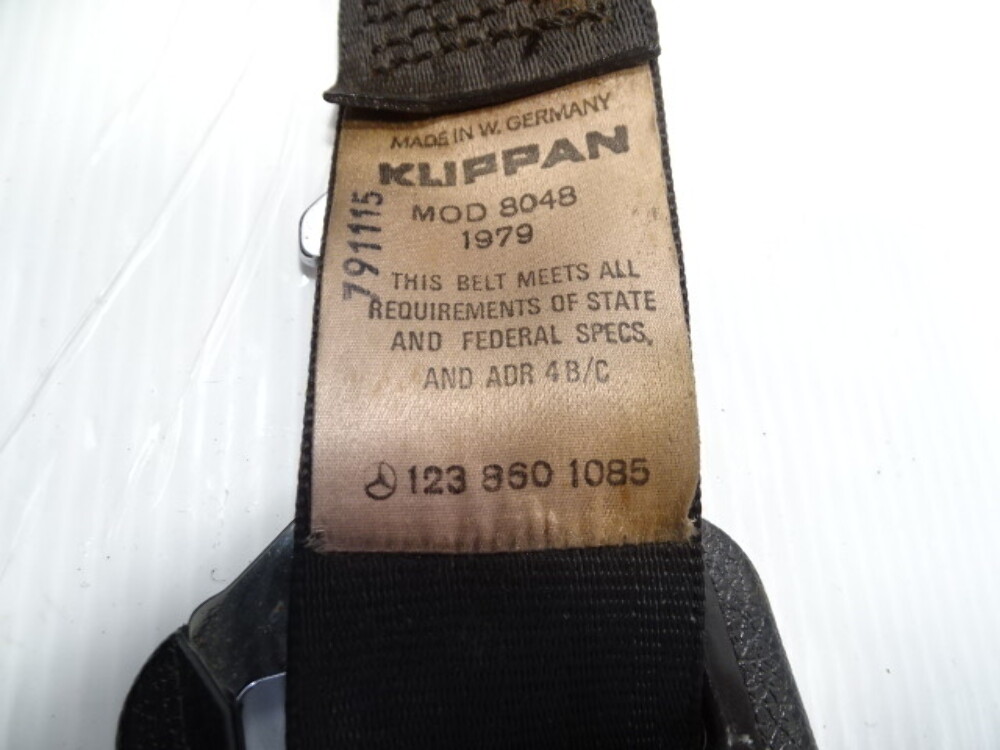 MADE IN W. GERMANY
KLIPPAN
MOD 8048
1979
791115
THIS BELT MEETS ALL
REQUIREMENTS OF STATE
AND FEDERAL SPECS,
AND ADR 4B/C
123 860 1085